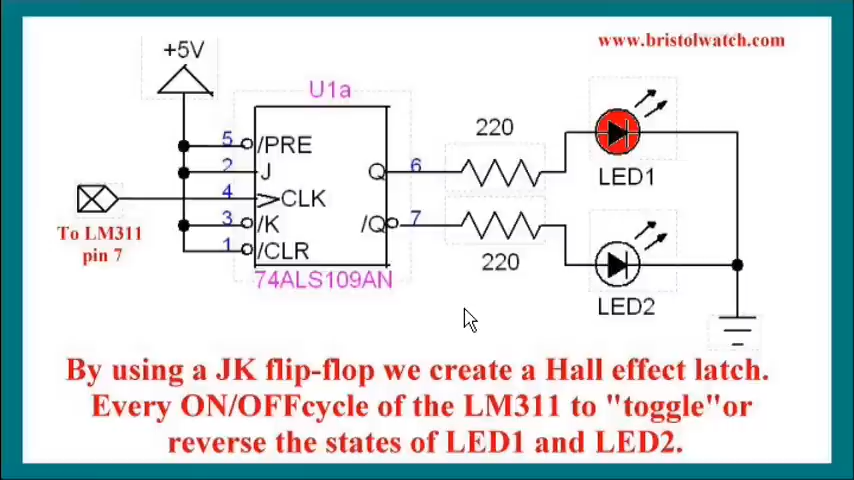 www.bristolwatch.com
+5V
U1a
5 /PRE
2 J
4 CLK
3 /K
1 /CLR
Q 6
/Q 7
74ALS109AN
To LM311
pin 7
220
220
LED1
LED2
By using a JK flip-flop we create a Hall effect latch.
Every ON/OFFcycle of the LM311 to "toggle"or
reverse the states of LED1 and LED2.